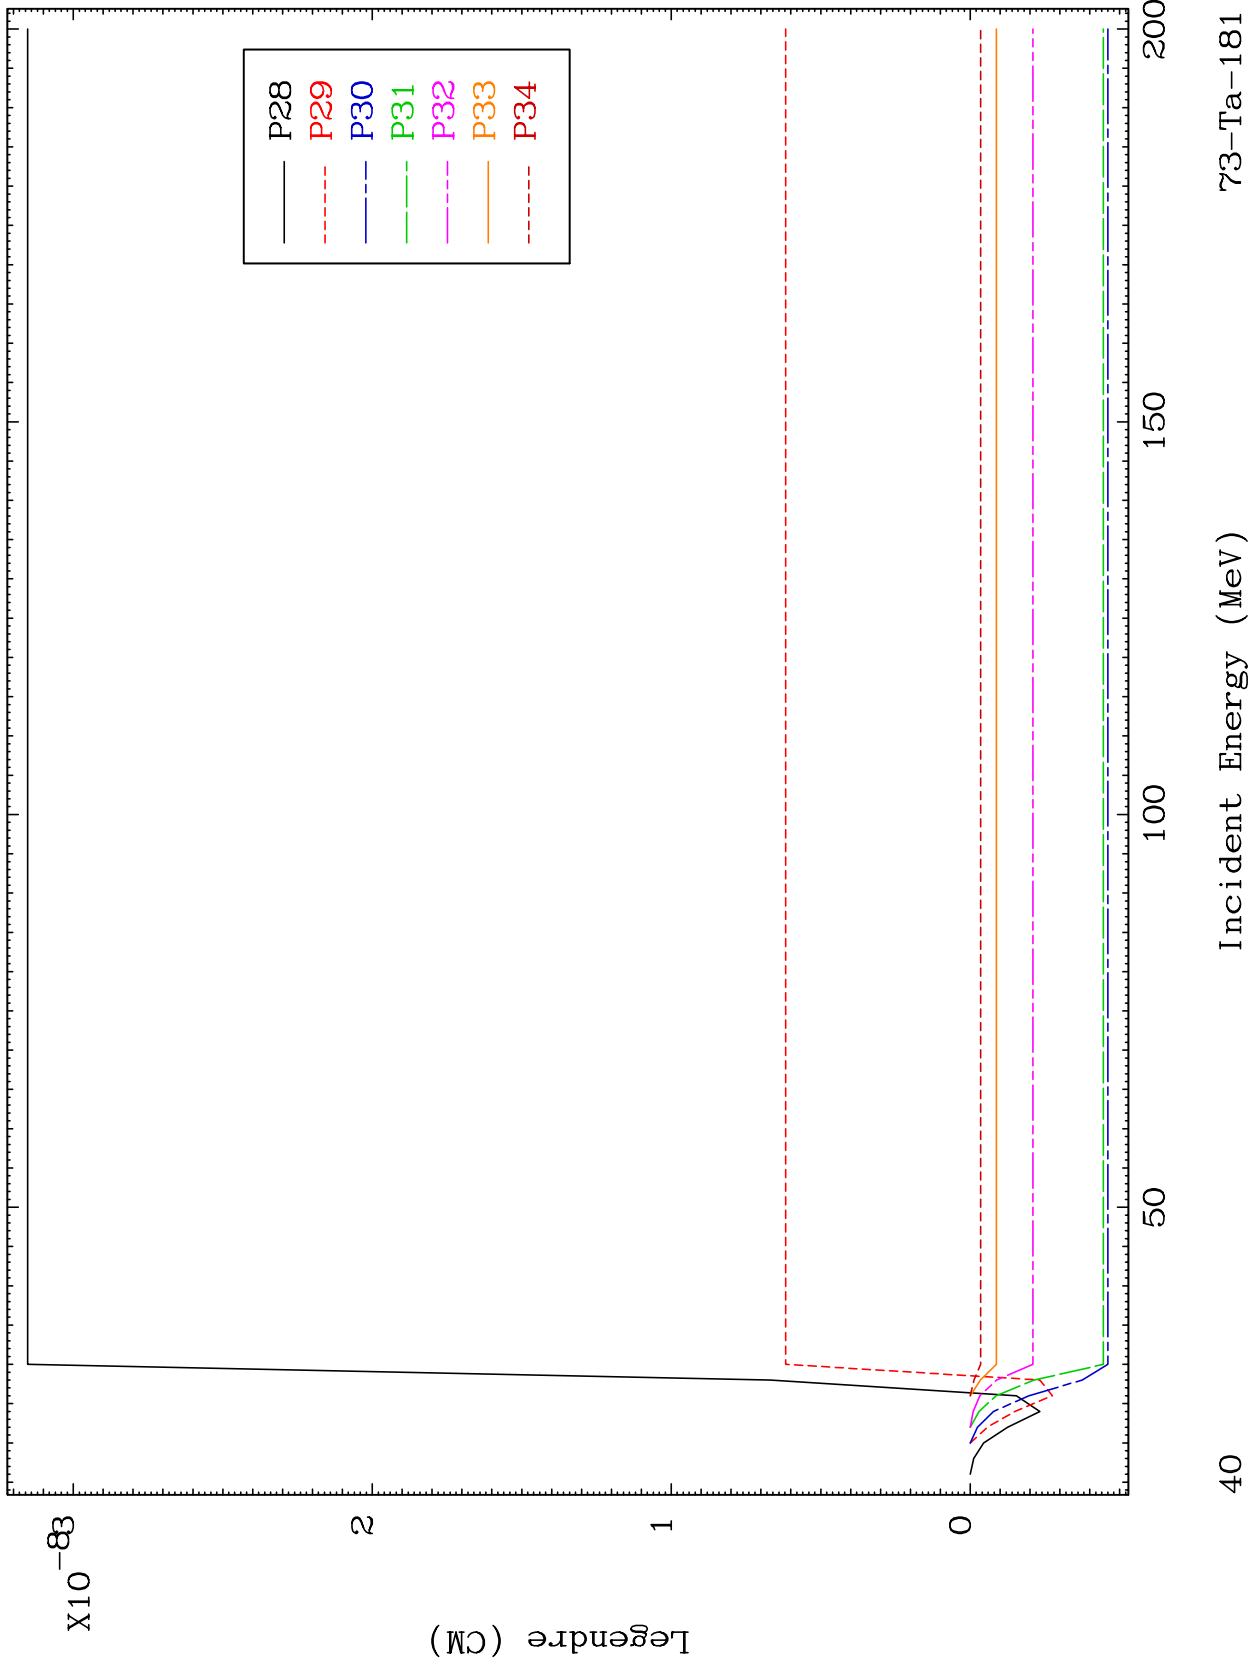 X10 −8
3
2
1
0
Legendre (CM)
P28
P29
P30
P31
P32
P33
P34
50 100 150 200
40 Incident Energy (MeV) 73−Ta−181